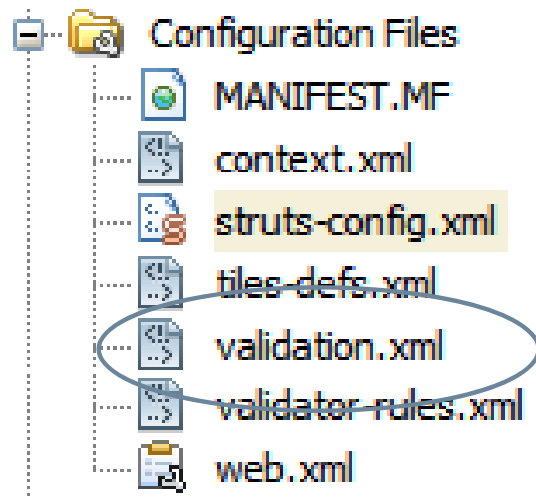 Configuration Files
MANIFEST.MF
context.xml
struts-config.xml
tiles-defs.xml
validation.xml
validator-rules.xml
web.xml